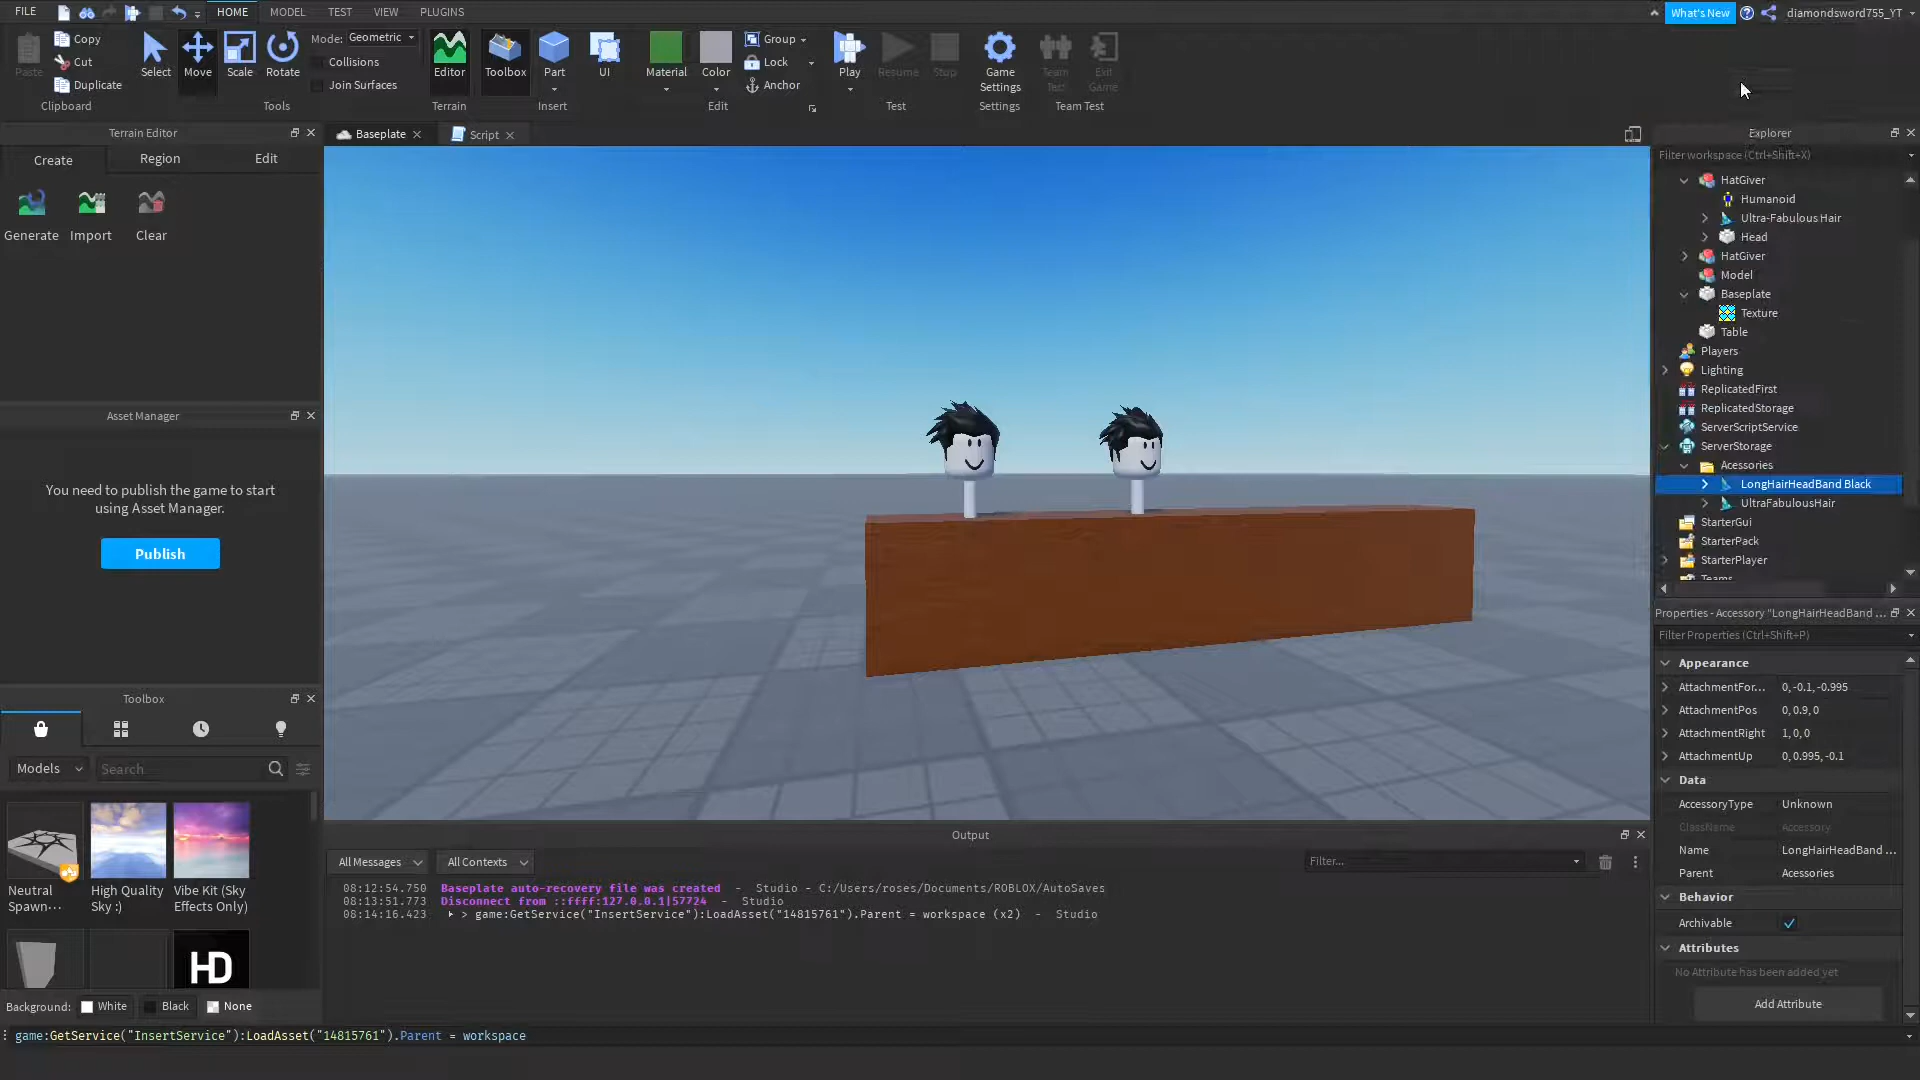 FILE
HOME
MODEL
TEST
VIEW
PLUGINS
What's New
diamondsword755_YT
Paste
Copy
Cut
Duplicate
Clipboard
Select
Move
Scale
Rotate
Mode: Geometric
Collisions
Join Surfaces
Tools
Editor
Terrain
Toolbox
Part
UI
Insert
Material
Color
Group
Lock
Anchor
Edit
Play
Resume
Stop
Test
Game
Settings
Settings
Team
Test
Exit
Game
Team Test
Terrain Editor
Create
Region
Edit
Generate
Import
Clear
Asset Manager
You need to publish the game to start
using Asset Manager.
Publish
Toolbox
Models
Search...
Neutral
Spawn...
High Quality
Sky :)
Vibe Kit (Sky
Effects Only)
HD
Background:
White
Black
None
Baseplate
Script
Output
All Messages
All Contexts
Filter...
08:12:54.750 Baseplate auto-recovery file was created - Studio - C:/Users/roses/Documents/ROBLOX/AutoSaves
08:13:51.773 Disconnect from ::ffff:127.0.0.1|57724 - Studio
08:14:16.423 > game:GetService("InsertService"):LoadAsset("14815761").Parent = workspace (x2) - Studio
game:GetService("InsertService"):LoadAsset("14815761").Parent = workspace
Explorer
Filter workspace (Ctrl+Shift+X)
HatGiver
Humanoid
Ultra-Fabulous Hair
Head
HatGiver
Model
Baseplate
Texture
Table
Players
Lighting
ReplicatedFirst
ReplicatedStorage
ServerScriptService
ServerStorage
Acessories
LongHairHeadBand Black
UltraFabulousHair
StarterGui
StarterPack
StarterPlayer
Teams
Properties - Accessory "LongHairHeadBand ...
Filter Properties (Ctrl+Shift+P)
Appearance
AttachmentFor... 0, -0.1, -0.995
AttachmentPos 0, 0.9, 0
AttachmentRight 1, 0, 0
AttachmentUp 0, 0.995, -0.1
Data
AccessoryType Unknown
ClassName Accessory
Name LongHairHeadBand ...
Parent Acessories
Behavior
Archivable
Attributes
No Attribute has been added yet
Add Attribute